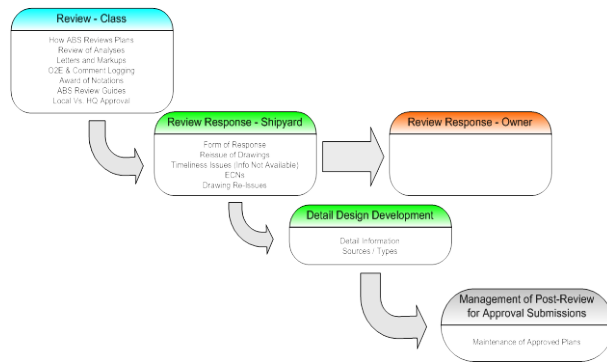 Review - Class
How ABS Reviews Plans
Review of Analyses
Letters and Markups
O2E & Comment Logging
Award of Notations
ABS Review Guides
Local Vs. HQ Approval
Review Response - Shipyard
Form of Response
Reissue of Drawings
Timeliness Issues (Info Not Available)
ECNs
Drawing Re-Issues
Review Response - Owner
Detail Design Development
Detail Information
Sources / Types
Management of Post-Review
for Approval Submissions
Maintenance of Approved Plans